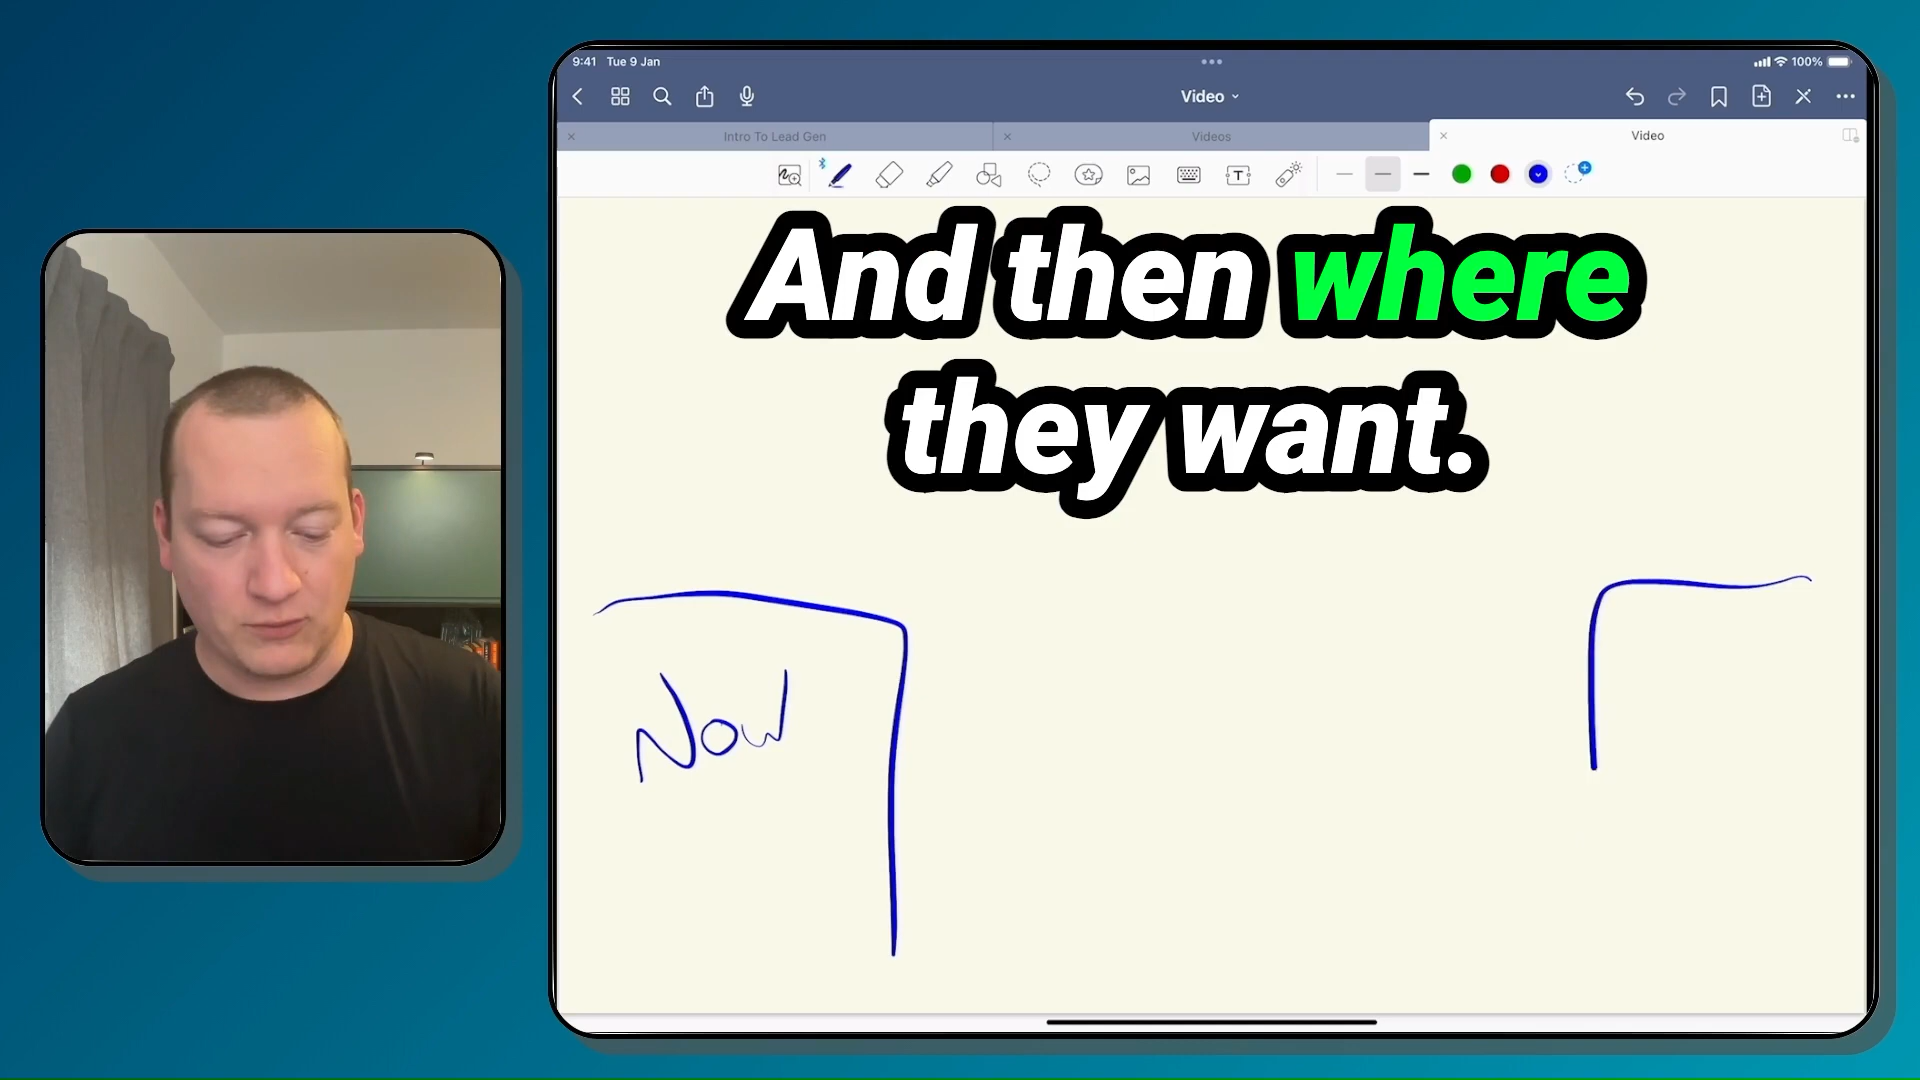 9:41 Tue 9 Jan
100%
Video
Intro To Lead Gen
Videos
Video
T
And then where
they want.
Now